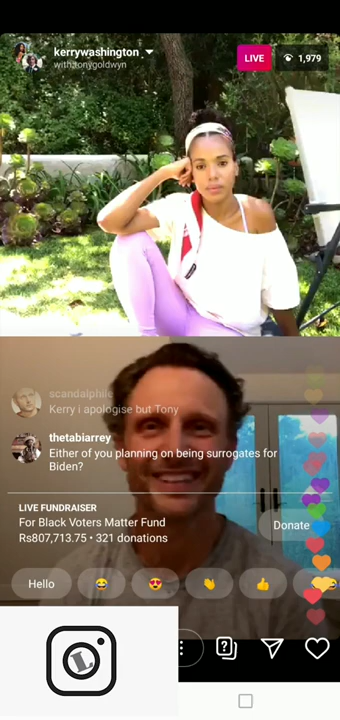 kerrywashington
with tonygoldwyn
LIVE
1,979
scandalphile
Kerry i apologise but Tony
thetabiarrey
Either of you planning on being surrogates for
Biden?
LIVE FUNDRAISER
For Black Voters Matter Fund
Rs807,713.75 • 321 donations
Donate
Hello
L